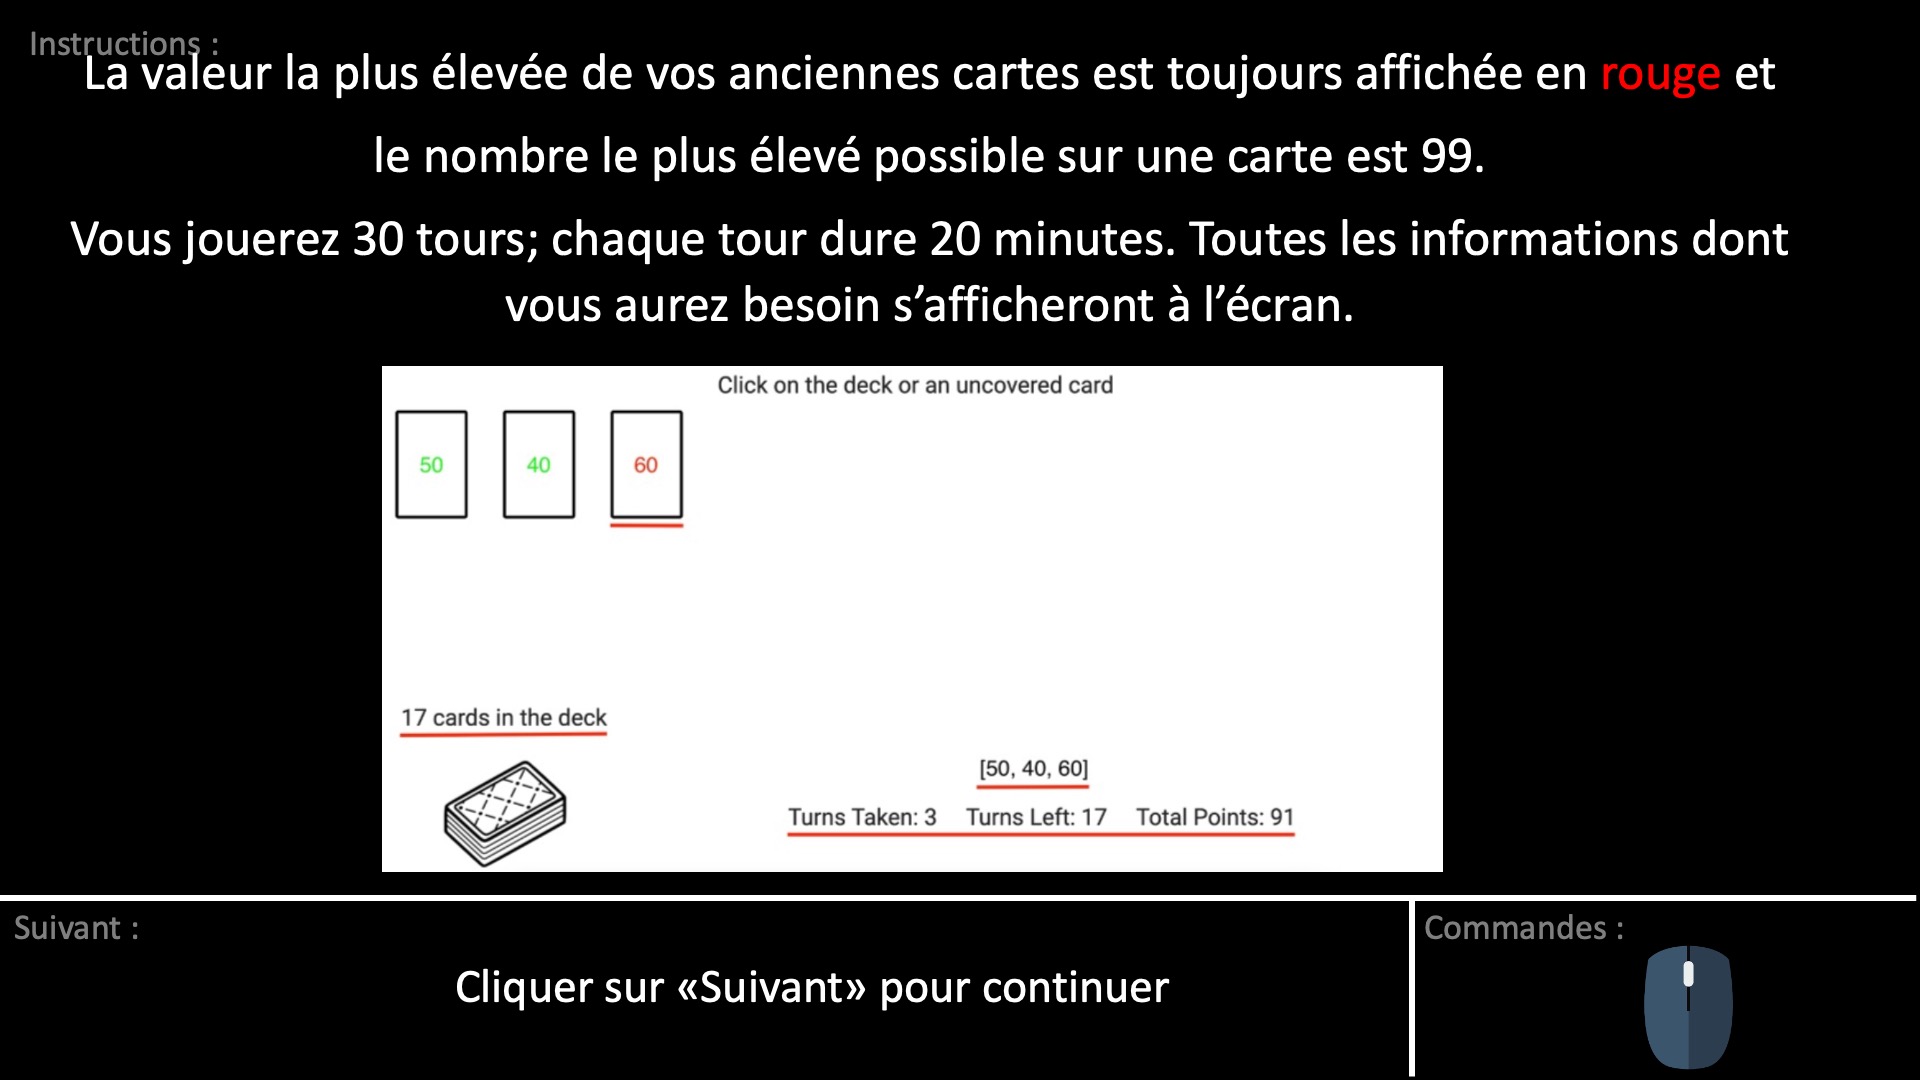 Instructions :
La valeur la plus élevée de vos anciennes cartes est toujours affichée en rouge et
le nombre le plus élevé possible sur une carte est 99.
Vous jouerez 30 tours; chaque tour dure 20 minutes. Toutes les informations dont
vous aurez besoin s’afficheront à l’écran.
Click on the deck or an uncovered card
50 40 60
17 cards in the deck
[50, 40, 60]
Turns Taken: 3 Turns Left: 17 Total Points: 91
Suivant :
Cliquer sur «Suivant» pour continuer
Commandes :